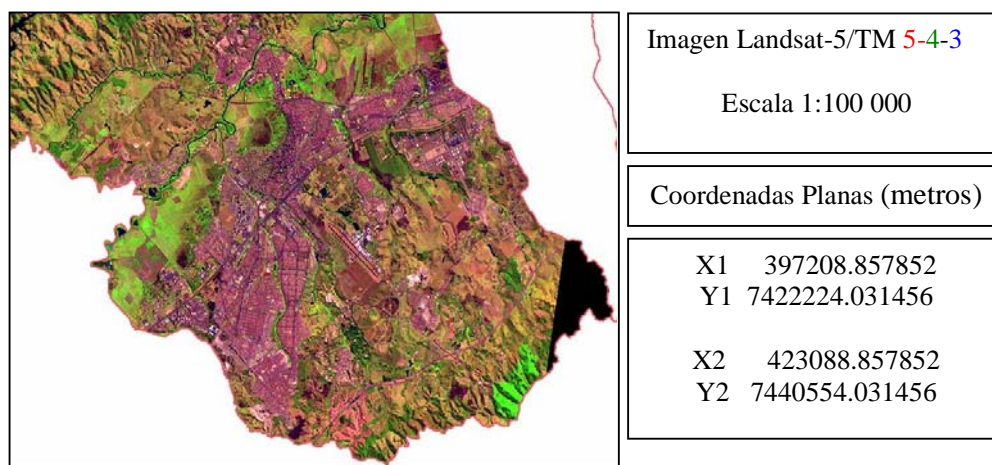 Imagen Landsat-5/TM 5-4-3
Escala 1:100 000
Coordenadas Planas (metros)
X1 397208.857852
Y1 7422224.031456
X2 423088.857852
Y2 7440554.031456